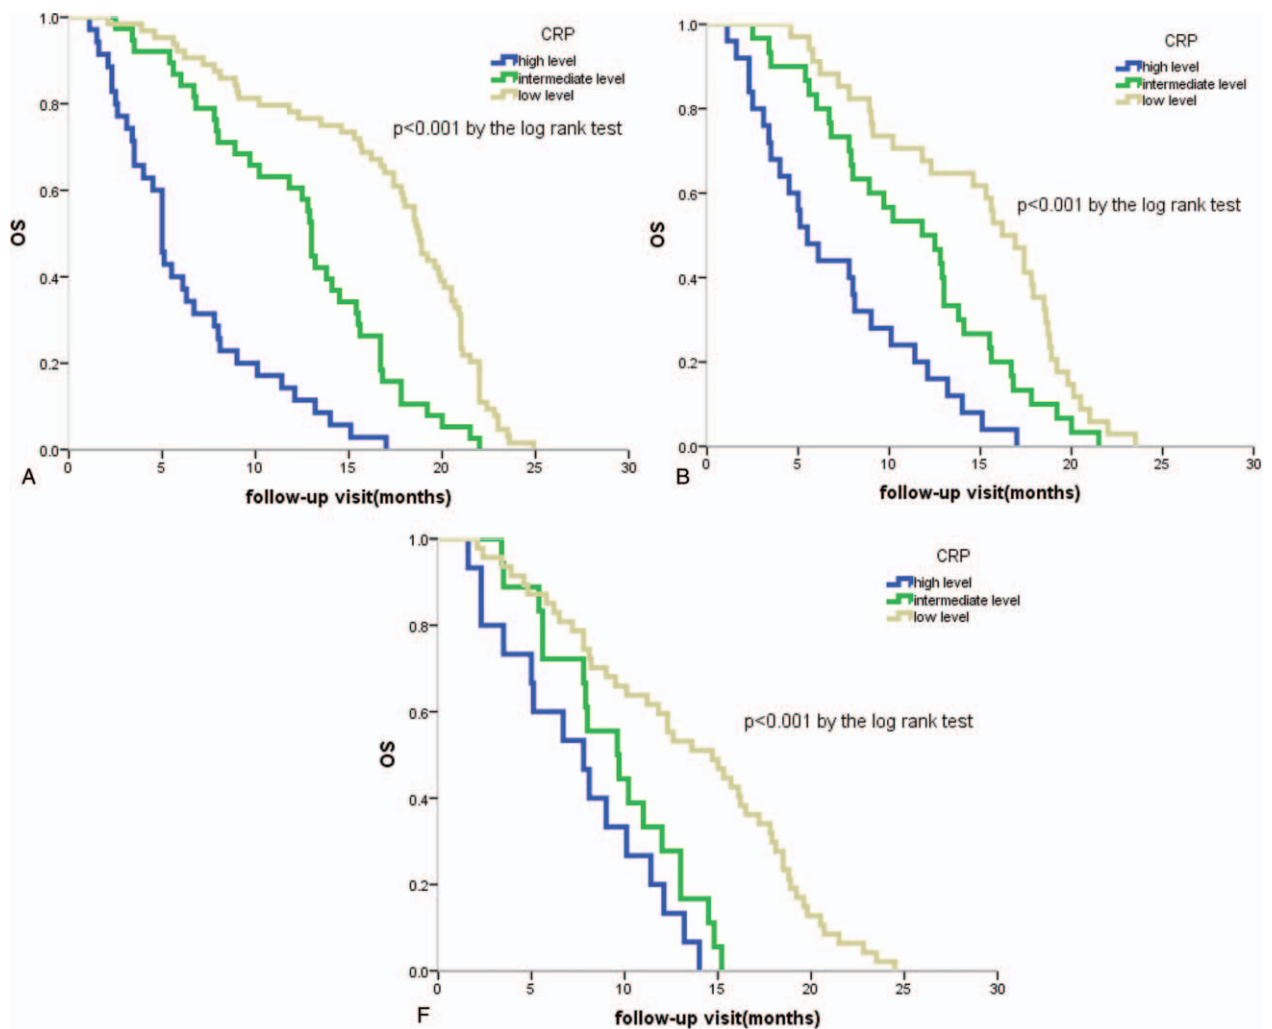 1.0
0.8
0.6
0.4
0.2
0.0
OS
CRP
high level
intermediate level
low level
p<0.001 by the log rank test
0 5 10 15 20 25 30
A
follow-up visit(months)
1.0
0.8
0.6
0.4
0.2
0.0
OS
CRP
high level
intermediate level
low level
p<0.001 by the log rank test
0 5 10 15 20 25 30
B
follow-up visit(months)
1.0
0.8
0.6
0.4
0.2
0.0
OS
CRP
high level
intermediate level
low level
p<0.001 by the log rank test
0 5 10 15 20 25 30
F
follow-up visit(months)